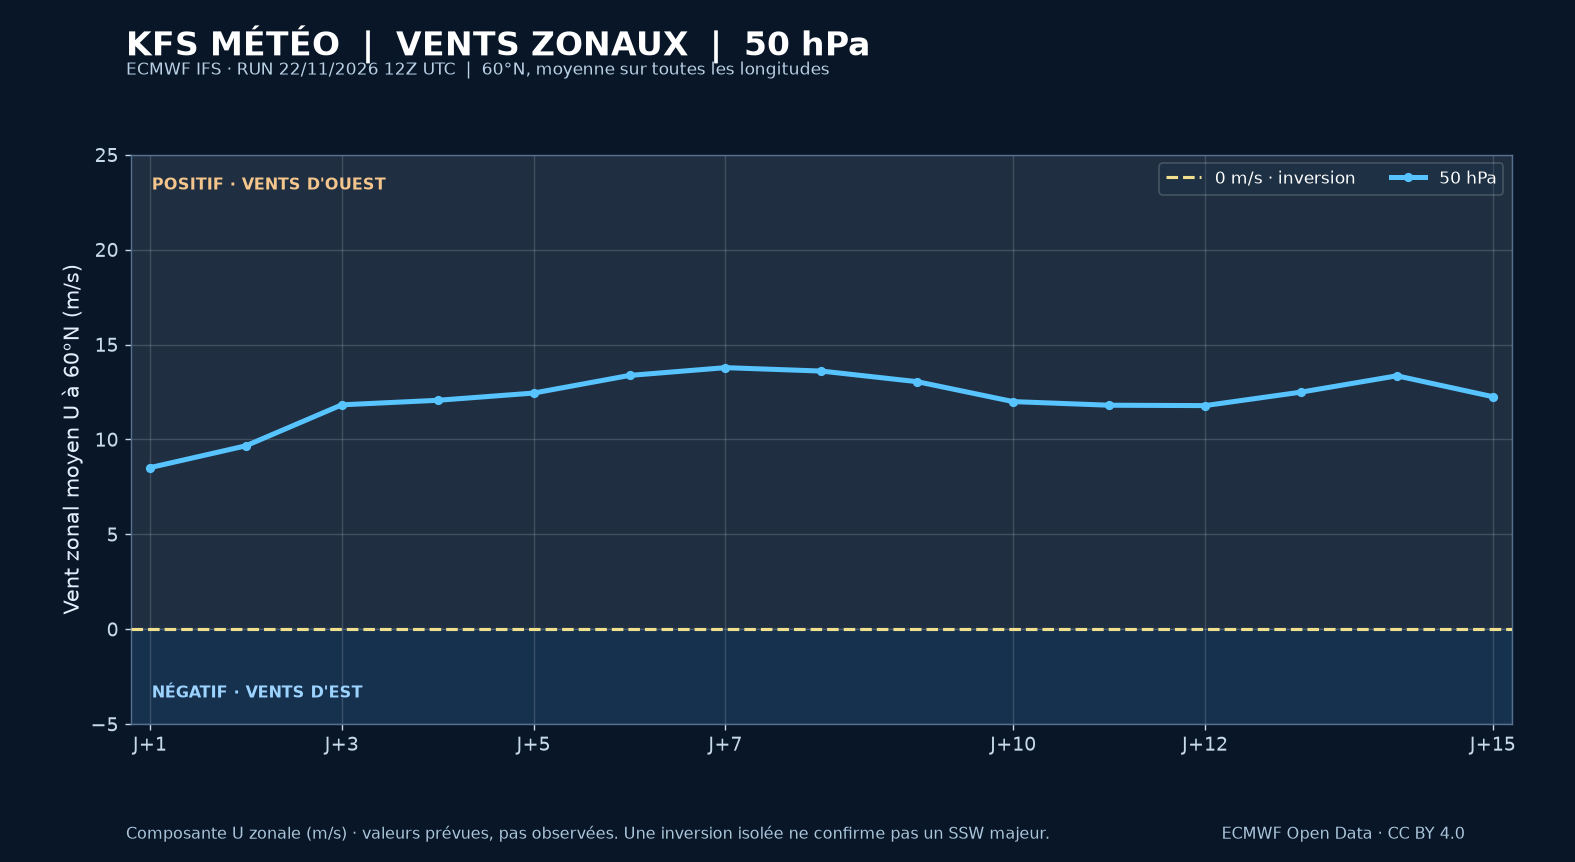 KFS MÉTÉO | VENTS ZONAUX | 50 hPa
ECMWF IFS · RUN 22/11/2026 12Z UTC | 60°N, moyenne sur toutes les longitudes
POSITIF · VENTS D'OUEST
0 m/s · inversion
50 hPa
Vent zonal moyen U à 60°N (m/s)
25
20
15
10
5
0
−5
NÉGATIF · VENTS D'EST
J+1 J+3 J+5 J+7 J+10 J+12 J+15
Composante U zonale (m/s) · valeurs prévues, pas observées. Une inversion isolée ne confirme pas un SSW majeur.
ECMWF Open Data · CC BY 4.0